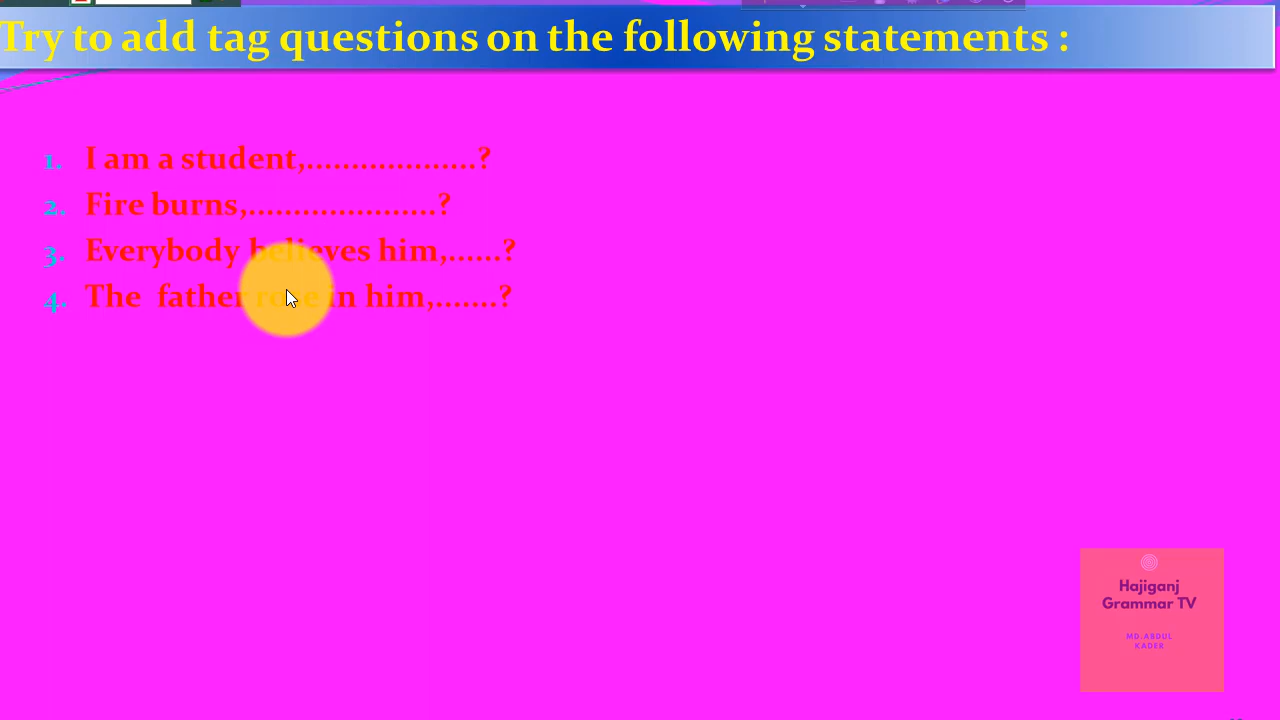 Try to add tag questions on the following statements :
1. I am a student,...................?
2. Fire burns,.....................?
3. Everybody believes him,......?
4. The father rose in him,.......?
Hajiganj
Grammar TV
MD.ABDUL
KADER